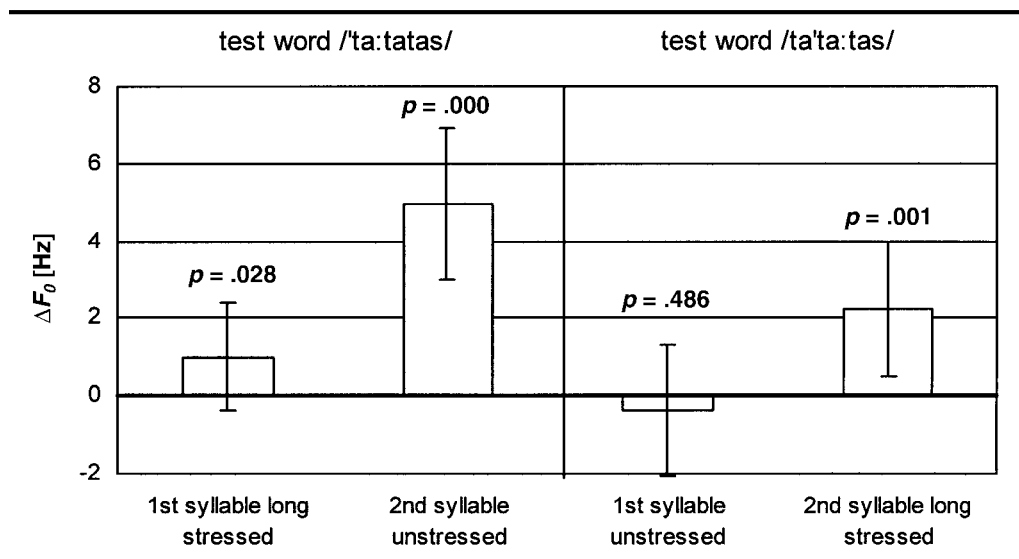 test word /'ta:tatas/ test word /ta'ta:tas/
8
p = .000
6
p = .001
4
p = .028 p = .486
2
0
-2
ΔF₀ [Hz]
1st syllable long 2nd syllable 1st syllable 2nd syllable long
stressed unstressed unstressed stressed